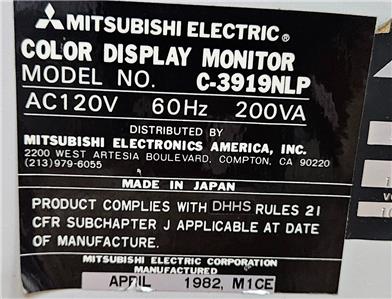 MITSUBISHI ELECTRIC®
COLOR DISPLAY MONITOR
MODEL NO. C-3919NLP
AC120V 60Hz 200VA
DISTRIBUTED BY
MITSUBISHI ELECTRONICS AMERICA, INC.
2200 WEST ARTESIA BOULEVARD, COMPTON, CA 90220
(213)979-6055
MADE IN JAPAN
PRODUCT COMPLIES WITH DHHS RULES 21
CFR SUBCHAPTER J APPLICABLE AT DATE
OF MANUFACTURE.
MITSUBISHI ELECTRIC CORPORATION
MANUFACTURED
APRIL 1982, M1CE